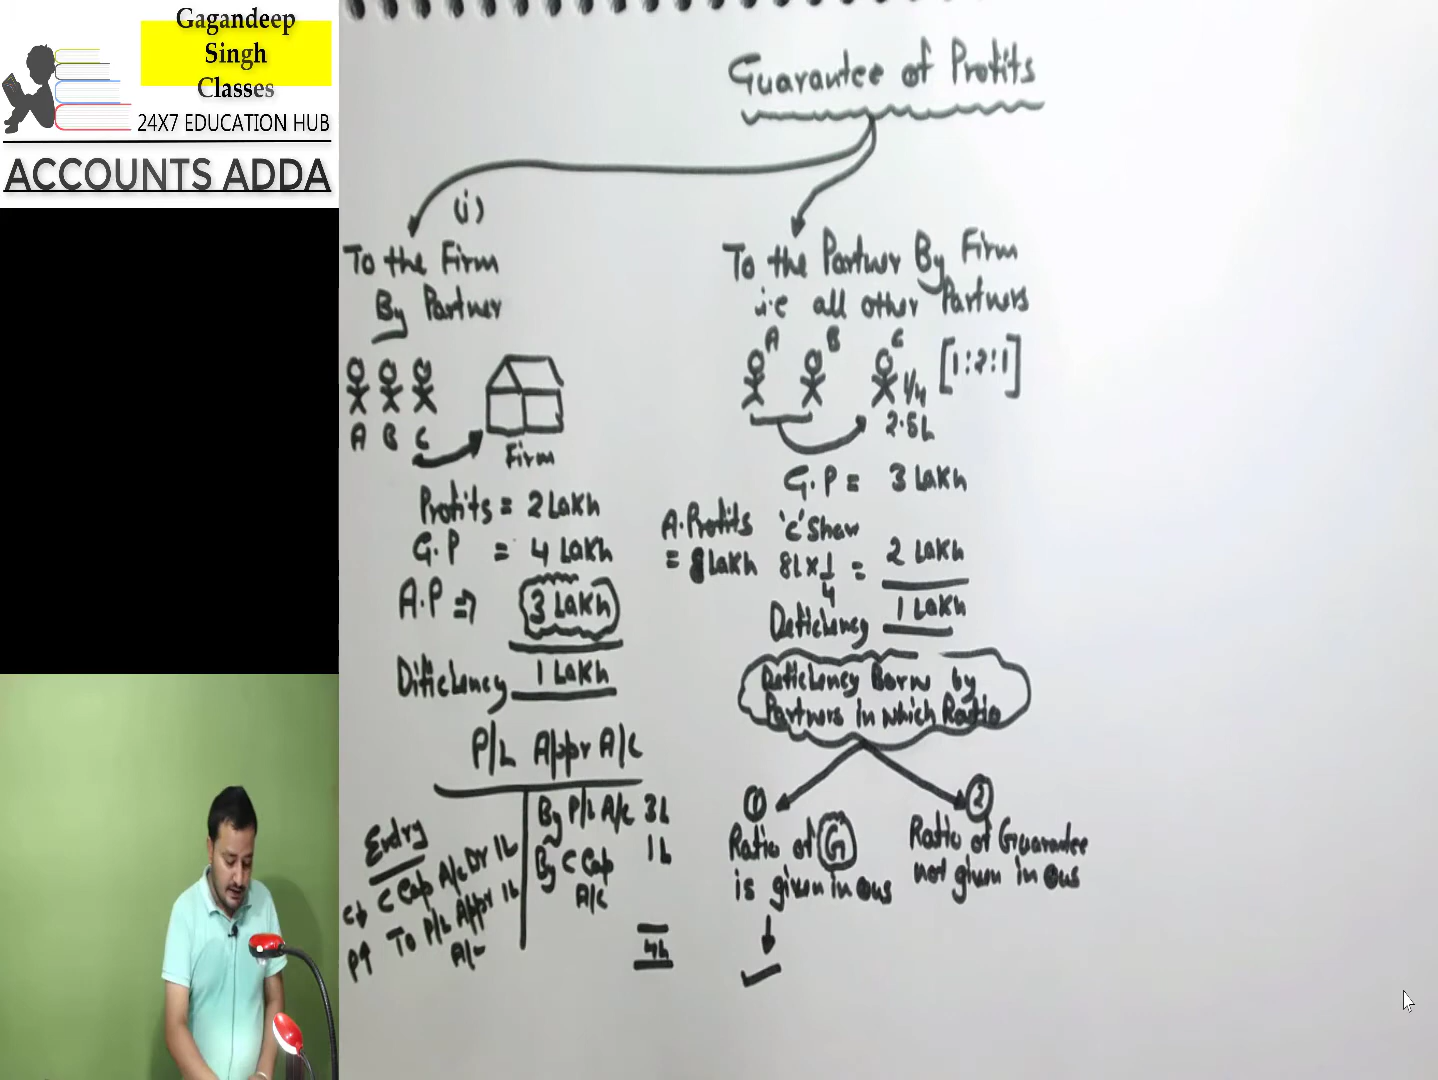 Gagandeep
Singh
Classes
24X7 EDUCATION HUB
ACCOUNTS ADDA
Guarantee of Profits
(i)
To the Firm
By Partner
A B C
Firm
Profits = 2 Lakh
G.P = 4 Lakh
A.P => 3 Lakh
Dificiency 1 Lakh
P/L Appr A/C
By P/L A/c 3L
By C Cap 1L
A/c
4L
Entry
C↓ C Cap A/c Dr 1L
P↑ To P/L Appr 1L
A/c
To the Partner By Firm
i.e all other Partners
A B C
1/4 [1:2:1]
2.5L
G.P = 3 Lakh
A.Profits 'C' Share
= 8 Lakh 8L x 1/4 = 2 Lakh
Deficiency 1 Lakh
Deficiency Born by
Partners in which Ratio
1
Ratio of G
is given in Qus
2
Ratio of Guarantee
not given in Qus